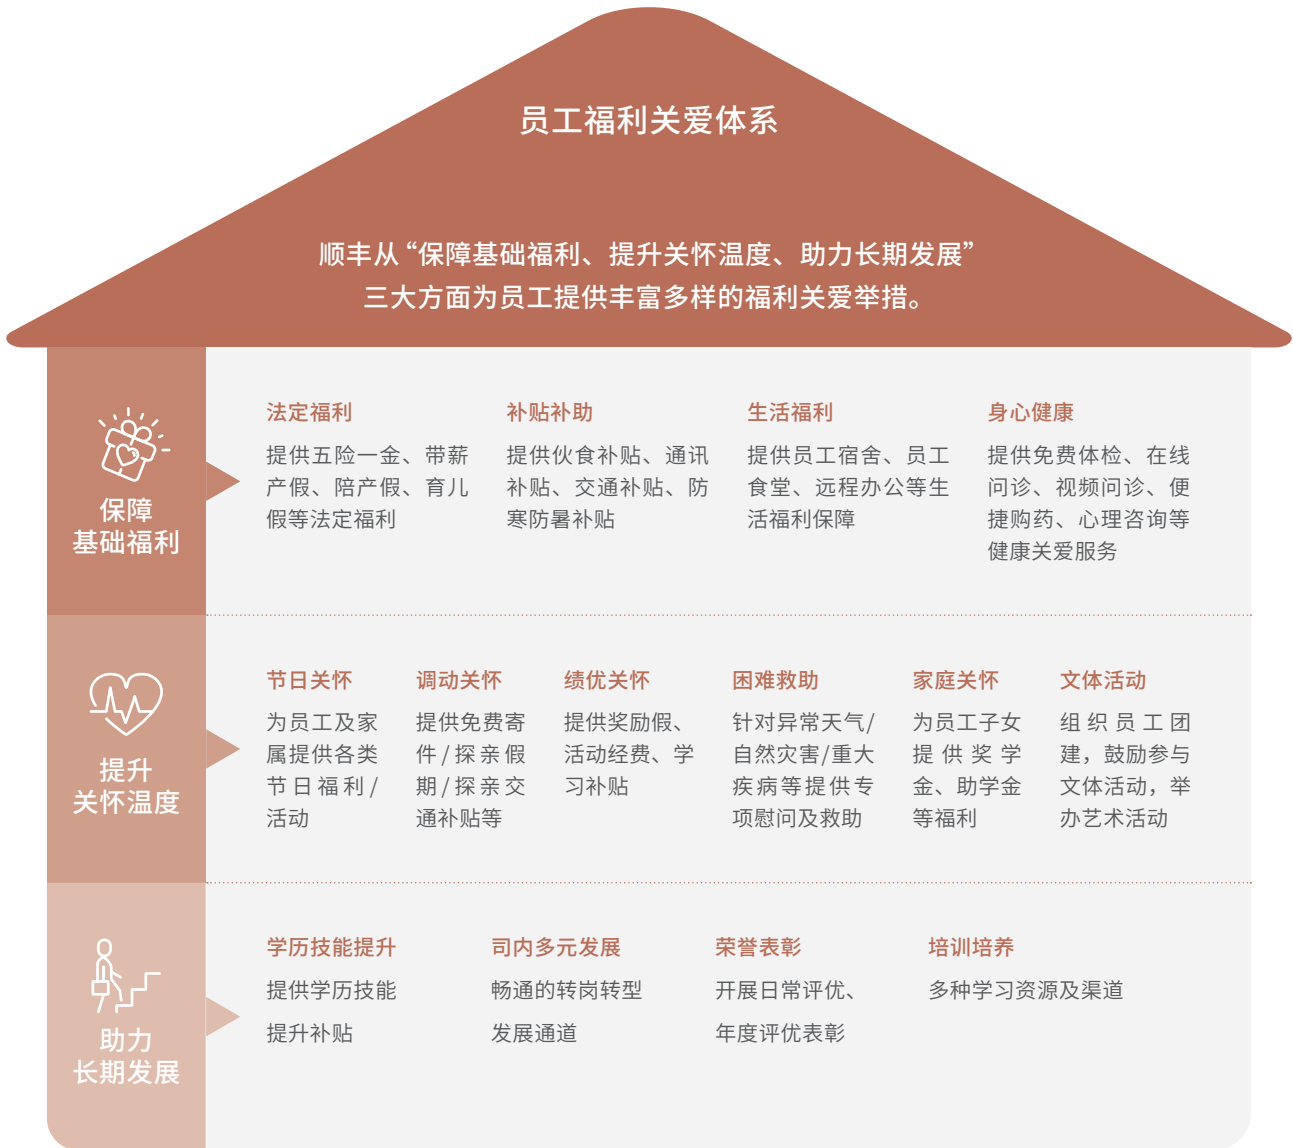 员工福利关爱体系
顺丰从“保障基础福利、提升关怀温度、助力长期发展”
三大方面为员工提供丰富多样的福利关爱举措。
保障
基础福利
法定福利
提供五险一金、带薪
产假、陪产假、育儿
假等法定福利
补贴补助
提供伙食补贴、通讯
补贴、交通补贴、防
寒防暑补贴
生活福利
提供员工宿舍、员工
食堂、远程办公等生
活福利保障
身心健康
提供免费体检、在线
问诊、视频问诊、便
捷购药、心理咨询等
健康关爱服务
提升
关怀温度
节日关怀
为员工及家
属提供各类
节日福利/
活动
调动关怀
提供免费寄
件/探亲假
期/探亲交
通补贴等
绩优关怀
提供奖励假、
活动经费、学
习补贴
困难救助
针对异常天气/
自然灾害/重大
疾病等提供专
项慰问及救助
家庭关怀
为员工子女
提供奖学
金、助学金
等福利
文体活动
组织员工团
建，鼓励参与
文体活动，举
办艺术活动
助力
长期发展
学历技能提升
提供学历技能
提升补贴
司内多元发展
畅通的转岗转型
发展通道
荣誉表彰
开展日常评优、
年度评优表彰
培训培养
多种学习资源及渠道